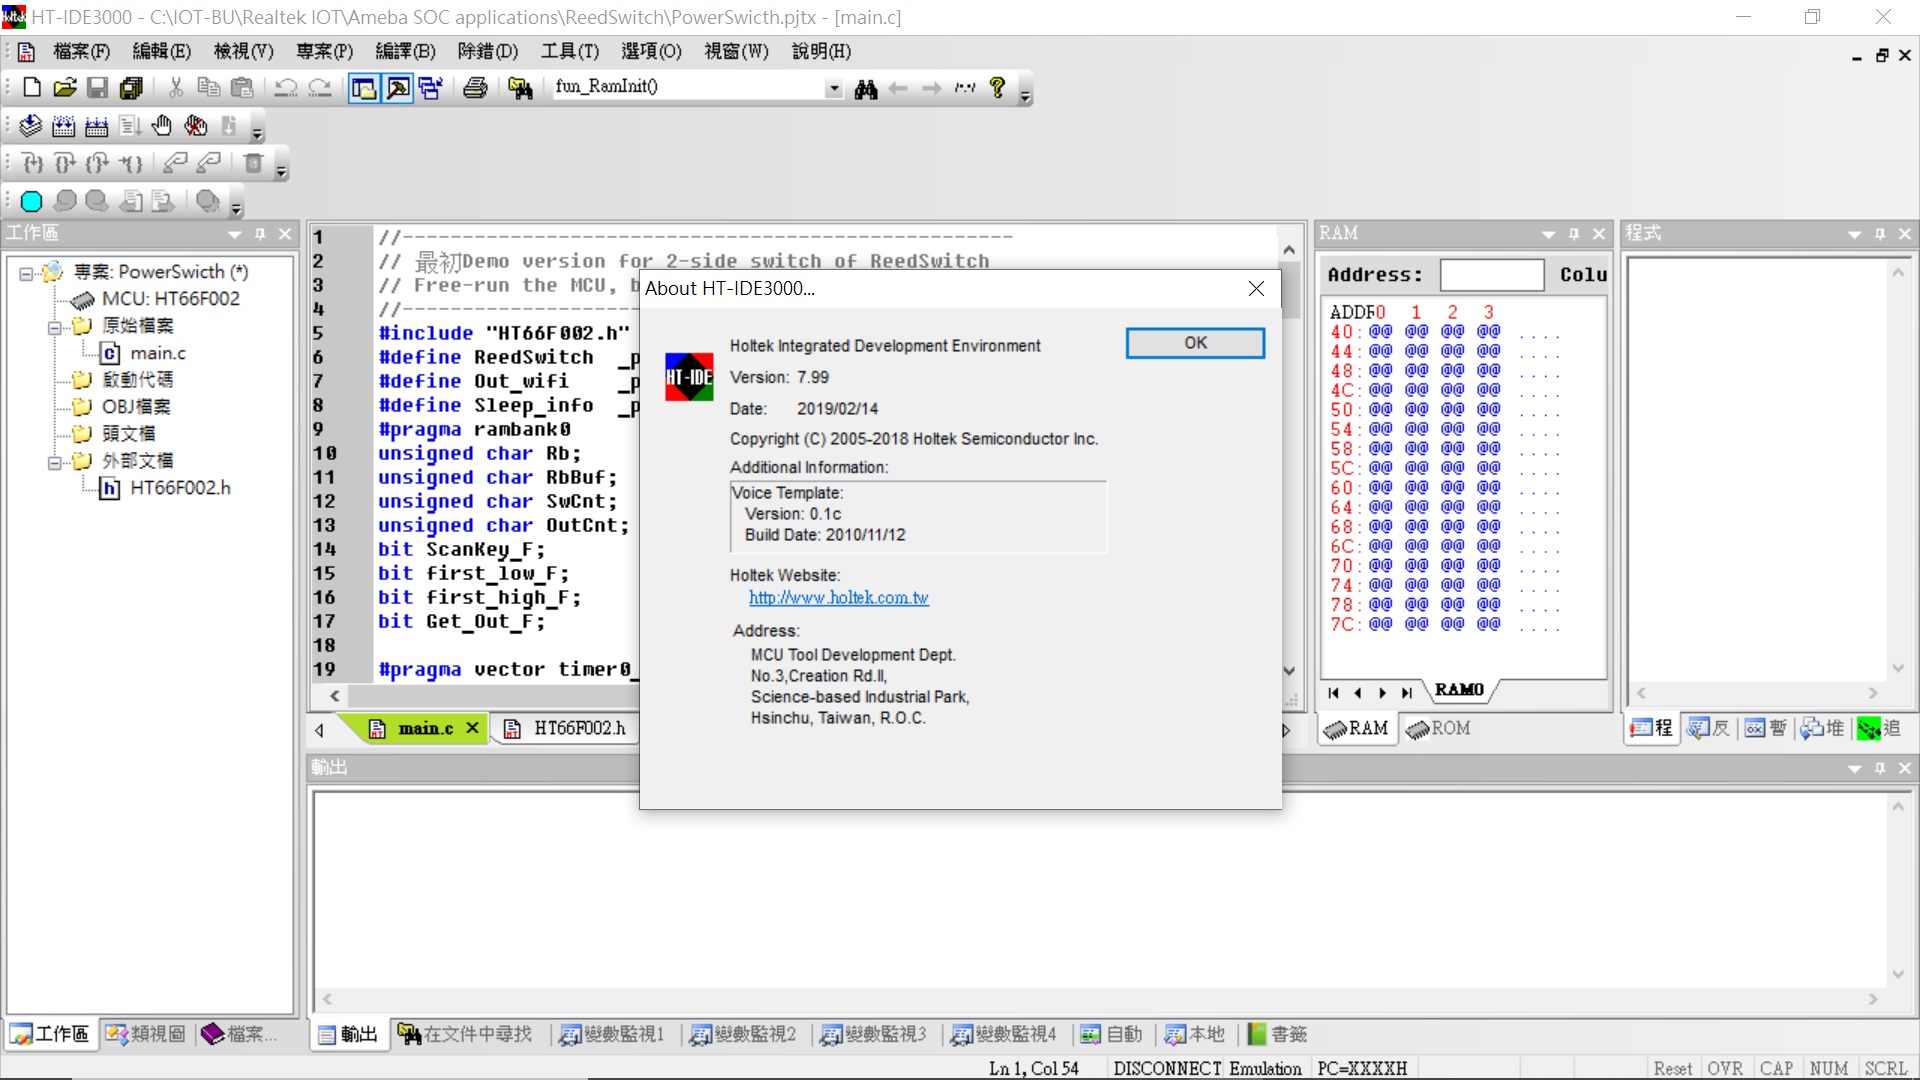 HT-IDE3000 - C:\IOT-BU\Realtek IOT\Ameba SOC applications\ReedSwitch\PowerSwicth.pjtx - [main.c]
檔案(F) 編輯(E) 檢視(V) 專案(P) 編譯(B) 除錯(D) 工具(T) 選項(O) 視窗(W) 說明(H)
fun_RamInit()
工作區
專案: PowerSwicth (*)
MCU: HT66F002
原始檔案
main.c
啟動代碼
OBJ檔案
頭文檔
外部文檔
HT66F002.h
1 //---------------------------------------------------
2 // 最初Demo version for 2-side switch of ReedSwitch
3 // Free-run the MCU, b
4 //---------------------
5 #include "HT66F002.h"
6 #define ReedSwitch _p
7 #define Out_wifi _p
8 #define Sleep_info _p
9 #pragma rambank0
10 unsigned char Rb;
11 unsigned char RbBuf;
12 unsigned char SwCnt;
13 unsigned char OutCnt;
14 bit ScanKey_F;
15 bit first_low_F;
16 bit first_high_F;
17 bit Get_Out_F;
18
19 #pragma vector timer0_
main.c HT66F002.h
About HT-IDE3000...
HT-IDE
Holtek Integrated Development Environment
OK
Version: 7.99
Date: 2019/02/14
Copyright (C) 2005-2018 Holtek Semiconductor Inc.
Additional Information:
Voice Template:
Version: 0.1c
Build Date: 2010/11/12
Holtek Website:
http://www.holtek.com.tw
Address:
MCU Tool Development Dept.
No.3,Creation Rd.II,
Science-based Industrial Park,
Hsinchu, Taiwan, R.O.C.
RAM
Address: Colu
ADDR0 1 2 3
40: @@ @@ @@ @@ ....
44: @@ @@ @@ @@ ....
48: @@ @@ @@ @@ ....
4C: @@ @@ @@ @@ ....
50: @@ @@ @@ @@ ....
54: @@ @@ @@ @@ ....
58: @@ @@ @@ @@ ....
5C: @@ @@ @@ @@ ....
60: @@ @@ @@ @@ ....
64: @@ @@ @@ @@ ....
68: @@ @@ @@ @@ ....
6C: @@ @@ @@ @@ ....
70: @@ @@ @@ @@ ....
74: @@ @@ @@ @@ ....
78: @@ @@ @@ @@ ....
7C: @@ @@ @@ @@ ....
RAM0
RAM ROM
程式
程 反 暫 堆 追
輸出
工作區 類視圖 檔案...
輸出 在文件中尋找 變數監視1 變數監視2 變數監視3 變數監視4 自動 本地 書籤
Ln 1, Col 54 DISCONNECT Emulation PC=XXXXH Reset OVR CAP NUM SCRL